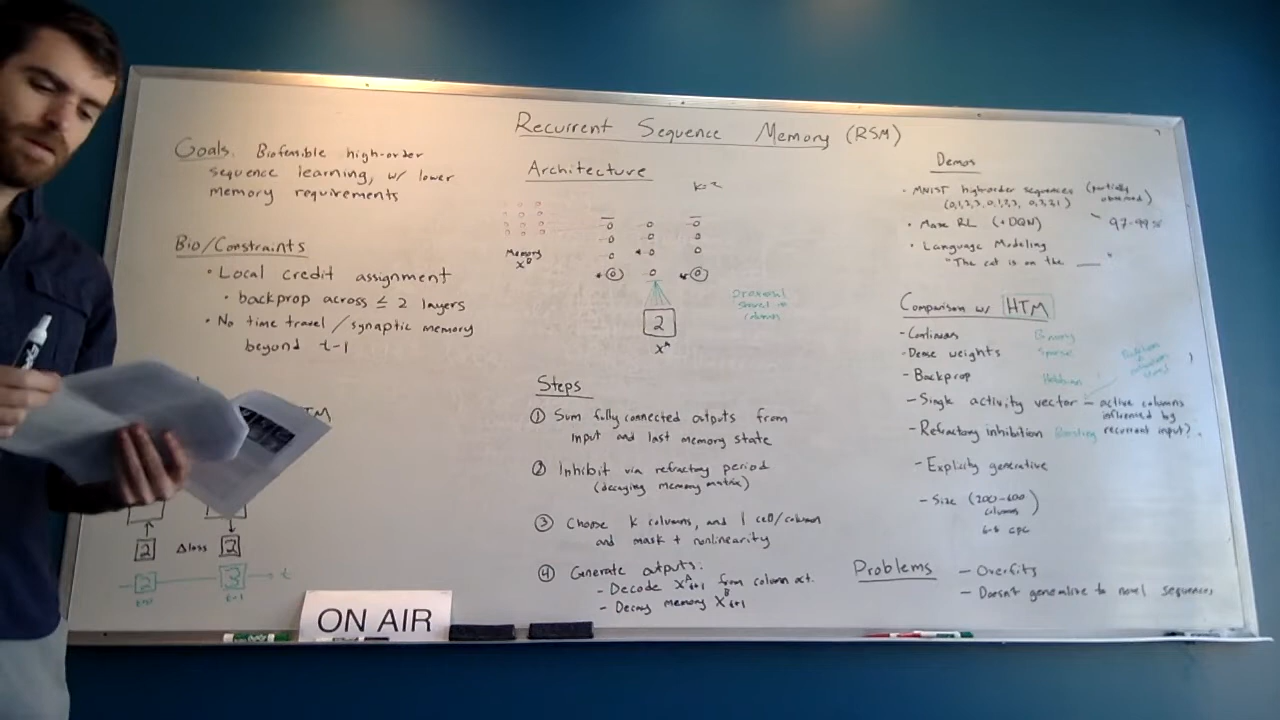 Recurrent Sequence Memory (RSM)
Goals. Biofeasible high-order
sequence learning, w/ lower
memory requirements
Bio/Constraints
• Local credit assignment
• backprop across ≤ 2 layers
• No time travel / synaptic memory
beyond t-1
TM
2 Δloss 2
2 3 t
t-1
Architecture
k=2
Memory
X^B
2
X^A
Steps
① Sum fully connected outputs from
input and last memory state
② Inhibit via refractory period
(decaying memory matrix)
③ Choose k columns, and 1 cell/column
and mask + nonlinearity
④ Generate outputs:
- Decode X^A t+1 from column act.
- Decay memory X^B t+1
ON AIR
Demos
• MNIST high-order sequences (partially
observed)
(0,1,2,3, 0,1,2,3, 0,3,2,1)
• Maze RL (+DQN) ~ 97-99%
• Language Modeling
"The cat is on the ___"
Comparison w/ HTM
- Continuous Binary
- Dense weights Sparse
- Backprop Hebbian
- Single activity vector - active columns
influenced by
- Refractory inhibition Boosting recurrent input?
- Explicitly generative
- Size (200-600
columns)
6-8 cpc
Problems - Overfits
- Doesn't generalize to novel sequences